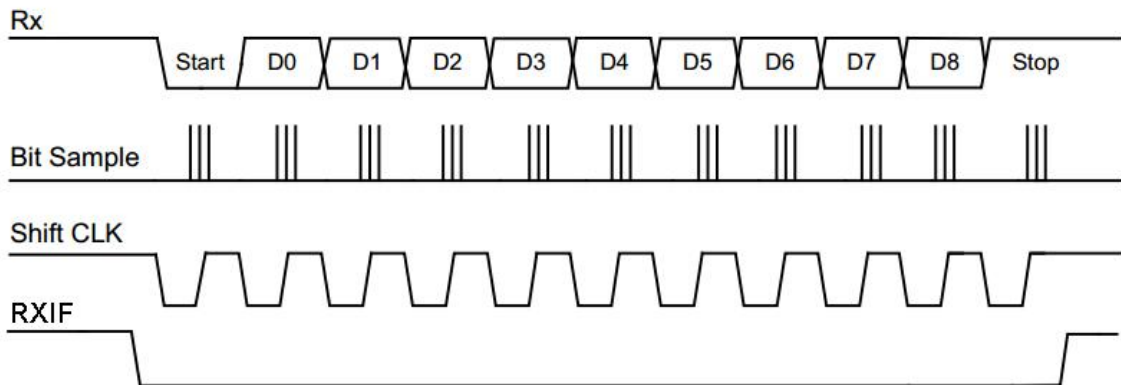 Rx
Start D0 D1 D2 D3 D4 D5 D6 D7 D8 Stop
Bit Sample
Shift CLK
RXIF